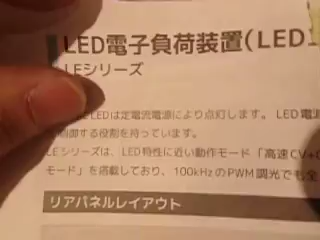 LED電子負荷装置(LED
LEシリーズ
LEDは定電流電源により点灯します。LED電
制御する役割を持っています。
LEシリーズは、LED特性に近い動作モード「高速CV+
モード」を搭載しており、100kHzのPWM調光でも全
リアパネルレイアウト